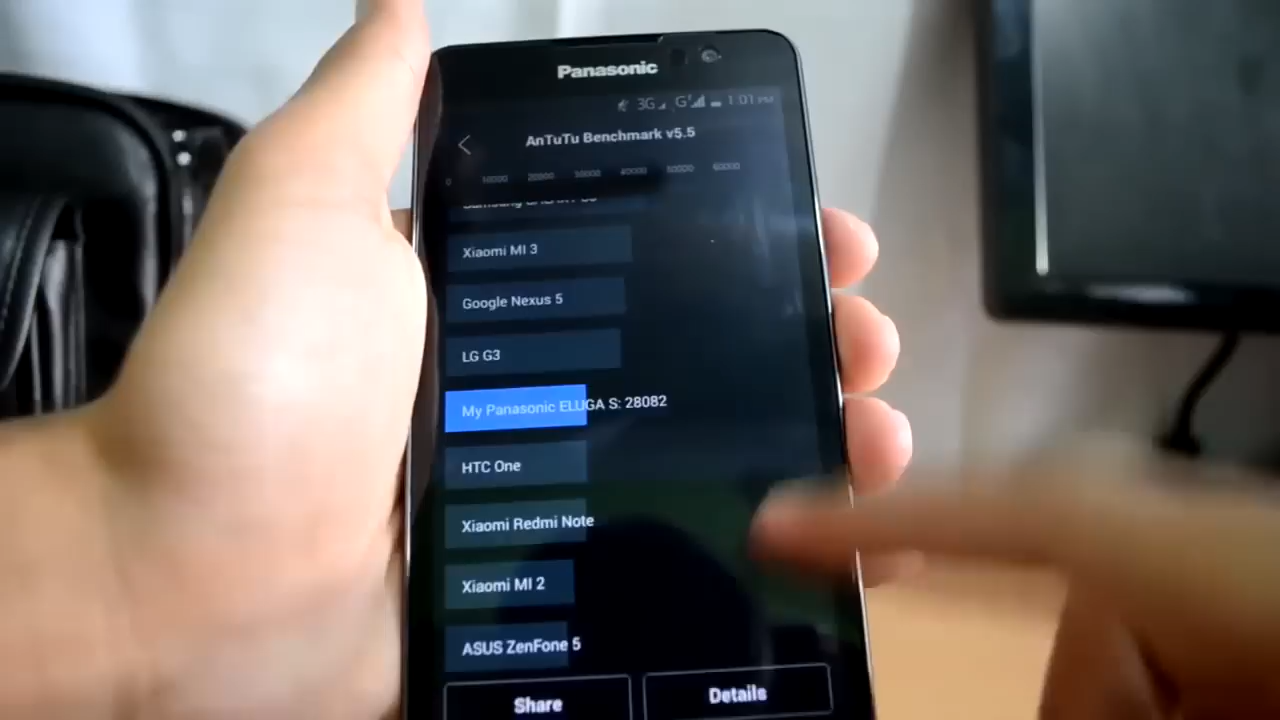 Panasonic
3G G 1:01 PM
AnTuTu Benchmark v5.5
0 10000 20000 30000 40000 50000 60000
Xiaomi MI 3
Google Nexus 5
LG G3
My Panasonic ELUGA S: 28082
HTC One
Xiaomi Redmi Note
Xiaomi MI 2
ASUS ZenFone 5
Share Details